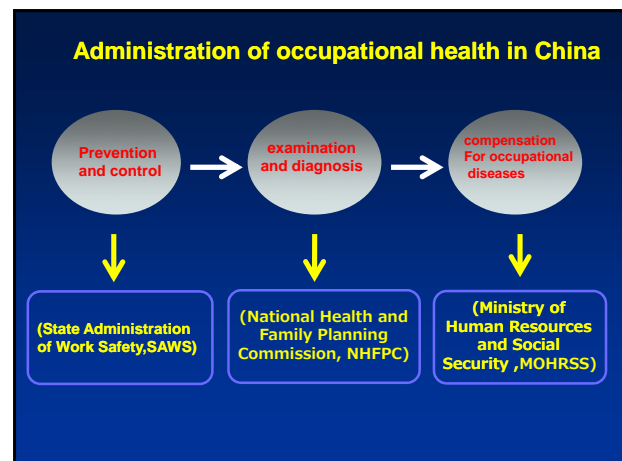 Administration of occupational health in China
Prevention
and control
examination
and diagnosis
compensation
For occupational
diseases
(State Administration
of Work Safety,SAWS)
(National Health and
Family Planning
Commission, NHFPC)
(Ministry of
Human Resources
and Social
Security ,MOHRSS)